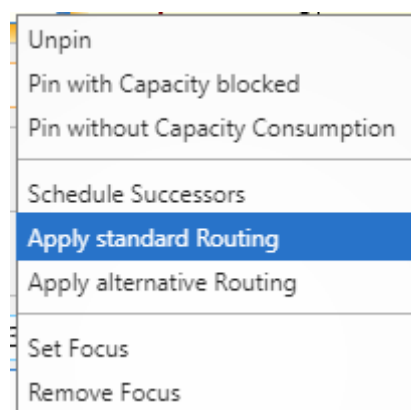 Unpin
Pin with Capacity blocked
Pin without Capacity Consumption
Schedule Successors
Apply standard Routing
Apply alternative Routing
Set Focus
Remove Focus